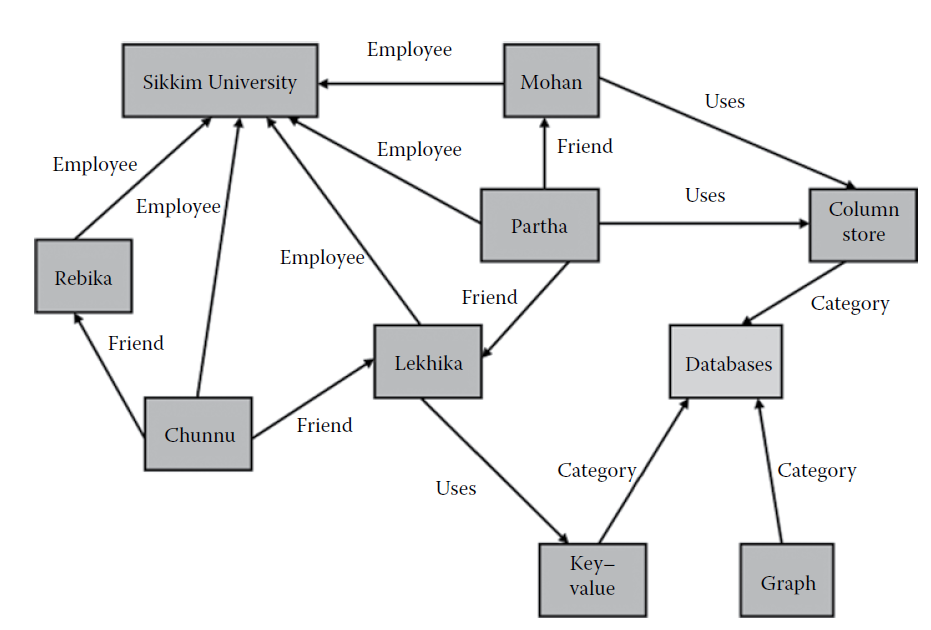 Employee
Sikkim University
Mohan
Uses
Employee
Friend
Employee
Uses
Column
store
Employee
Partha
Employee
Rebika
Friend
Category
Friend
Lekhika
Databases
Friend
Chunnu
Category
Category
Uses
Key–
value
Graph